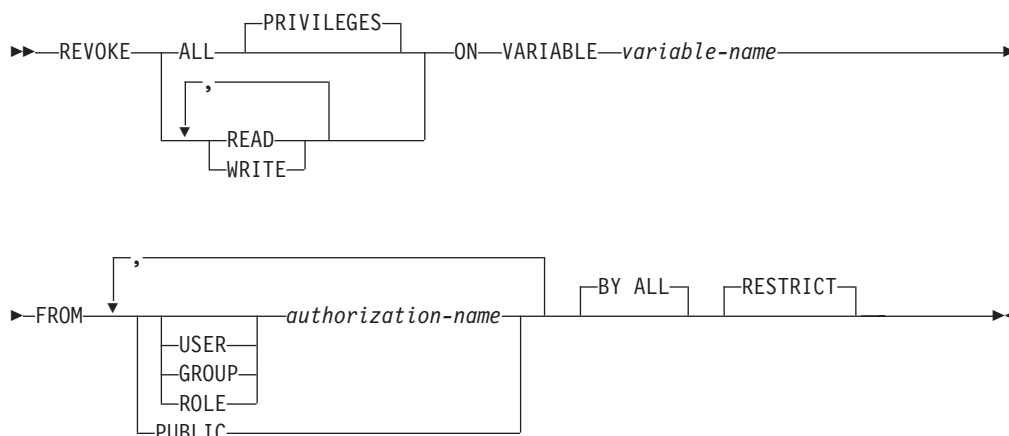 PRIVILEGES
REVOKE ALL ON VARIABLE variable-name
,
READ
WRITE
,
BY ALL RESTRICT
FROM authorization-name
USER
GROUP
ROLE
PUBLIC